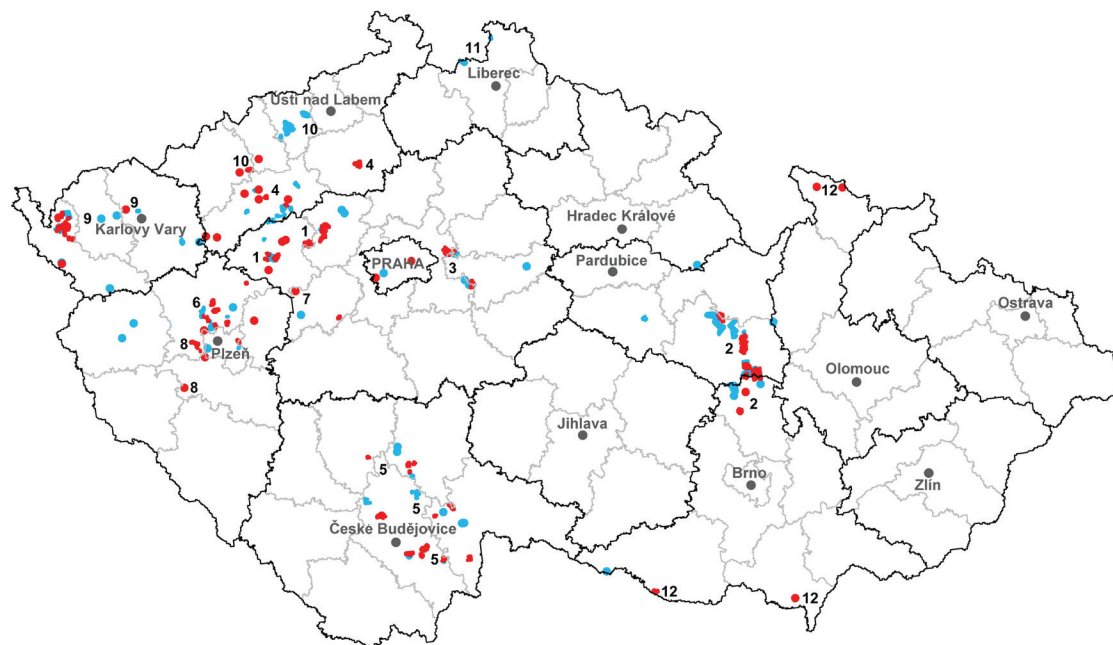 11
Liberec
Ústí nad Labem
10
10
4
4
12
9
9
Karlovy Vary
Hradec Králové
1
1
PRAHA
3
Pardubice
6
7
Ostrava
8
Plzeň
2
Olomouc
8
2
Jihlava
5
Brno
Zlín
5
České Budějovice
5
12
12